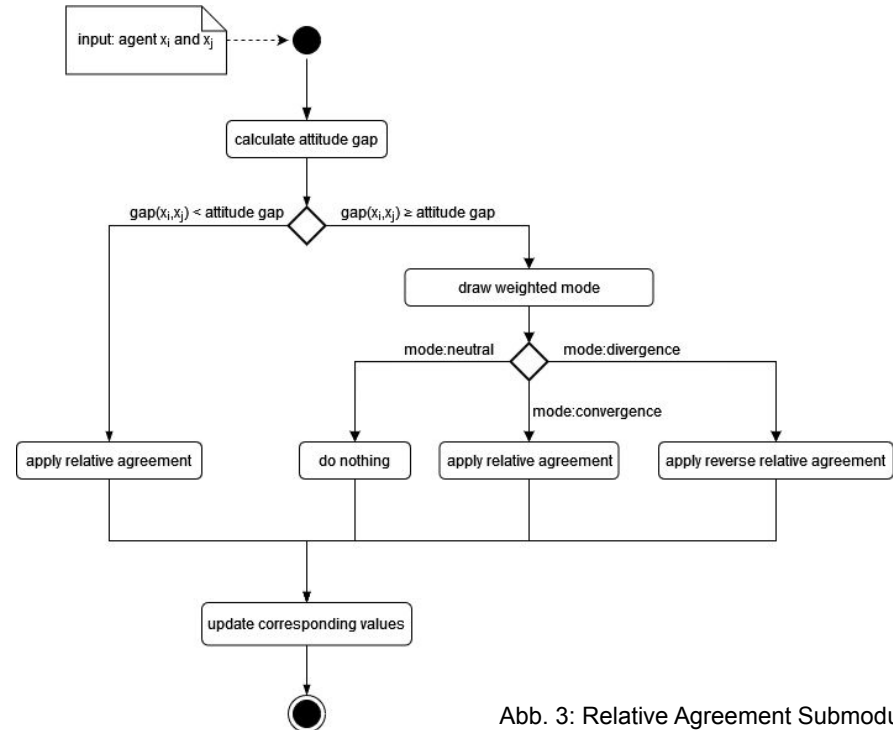 input: agent xᵢ and xⱼ
calculate attitude gap
gap(xᵢ,xⱼ) < attitude gap
gap(xᵢ,xⱼ) ≥ attitude gap
draw weighted mode
mode:neutral
mode:divergence
mode:convergence
apply relative agreement
do nothing
apply relative agreement
apply reverse relative agreement
update corresponding values
Abb. 3: Relative Agreement Submodu